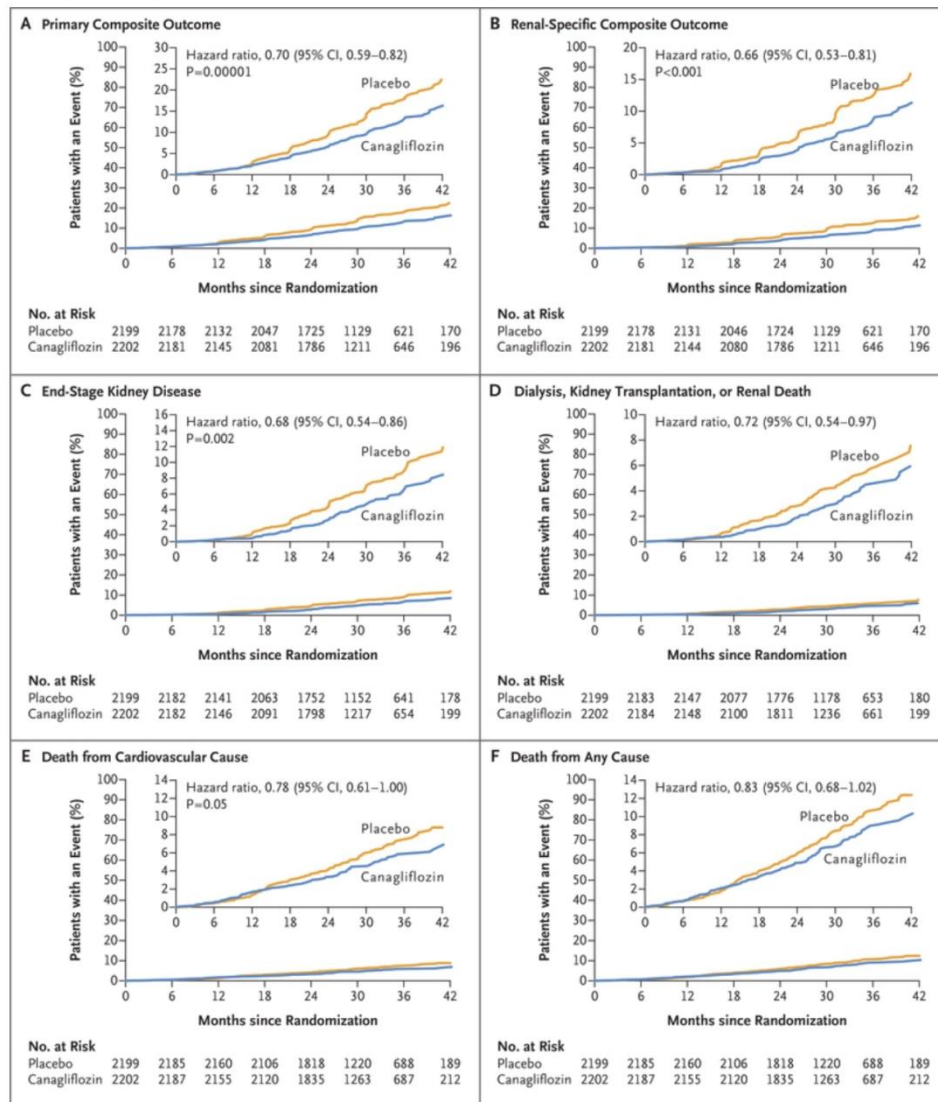 A Primary Composite Outcome
Patients with an Event (%)
100
90
80
70
60
50
40
30
20
10
0
30
25
20
15
10
5
0
Hazard ratio, 0.70 (95% CI, 0.59–0.82)
P=0.00001
Placebo
Canagliflozin
0 6 12 18 24 30 36 42
0 6 12 18 24 30 36 42
Months since Randomization
No. at Risk
Placebo 2199 2178 2132 2047 1725 1129 621 170
Canagliflozin 2202 2181 2145 2081 1786 1211 646 196
B Renal-Specific Composite Outcome
Patients with an Event (%)
100
90
80
70
60
50
40
30
20
10
0
20
15
10
5
0
Hazard ratio, 0.66 (95% CI, 0.53–0.81)
P<0.001
Placebo
Canagliflozin
0 6 12 18 24 30 36 42
0 6 12 18 24 30 36 42
Months since Randomization
No. at Risk
Placebo 2199 2178 2131 2046 1724 1129 621 170
Canagliflozin 2202 2181 2144 2080 1786 1211 646 196
C End-Stage Kidney Disease
Patients with an Event (%)
100
90
80
70
60
50
40
30
20
10
0
16
14
12
10
8
6
4
2
0
Hazard ratio, 0.68 (95% CI, 0.54–0.86)
P=0.002
Placebo
Canagliflozin
0 6 12 18 24 30 36 42
0 6 12 18 24 30 36 42
Months since Randomization
No. at Risk
Placebo 2199 2182 2141 2063 1752 1152 641 178
Canagliflozin 2202 2182 2146 2091 1798 1217 654 199
D Dialysis, Kidney Transplantation, or Renal Death
Patients with an Event (%)
100
90
80
70
60
50
40
30
20
10
0
10
8
6
4
2
0
Hazard ratio, 0.72 (95% CI, 0.54–0.97)
Placebo
Canagliflozin
0 6 12 18 24 30 36 42
0 6 12 18 24 30 36 42
Months since Randomization
No. at Risk
Placebo 2199 2183 2147 2077 1776 1178 653 180
Canagliflozin 2202 2184 2148 2100 1811 1236 661 199
E Death from Cardiovascular Cause
Patients with an Event (%)
100
90
80
70
60
50
40
30
20
10
0
14
12
10
8
6
4
2
0
Hazard ratio, 0.78 (95% CI, 0.61–1.00)
P=0.05
Placebo
Canagliflozin
0 6 12 18 24 30 36 42
0 6 12 18 24 30 36 42
Months since Randomization
No. at Risk
Placebo 2199 2185 2160 2106 1818 1220 688 189
Canagliflozin 2202 2187 2155 2120 1835 1263 687 212
F Death from Any Cause
Patients with an Event (%)
100
90
80
70
60
50
40
30
20
10
0
14
12
10
8
6
4
2
0
Hazard ratio, 0.83 (95% CI, 0.68–1.02)
Placebo
Canagliflozin
0 6 12 18 24 30 36 42
0 6 12 18 24 30 36 42
Months since Randomization
No. at Risk
Placebo 2199 2185 2160 2106 1818 1220 688 189
Canagliflozin 2202 2187 2155 2120 1835 1263 687 212